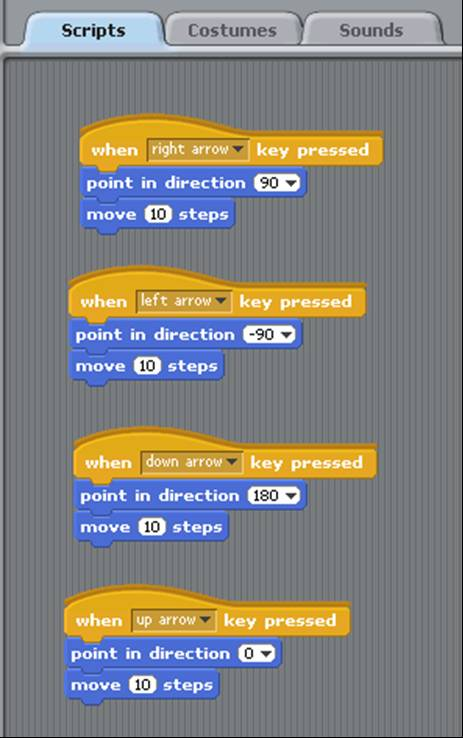 Scripts Costumes Sounds
when right arrow key pressed
point in direction 90
move 10 steps
when left arrow key pressed
point in direction -90
move 10 steps
when down arrow key pressed
point in direction 180
move 10 steps
when up arrow key pressed
point in direction 0
move 10 steps